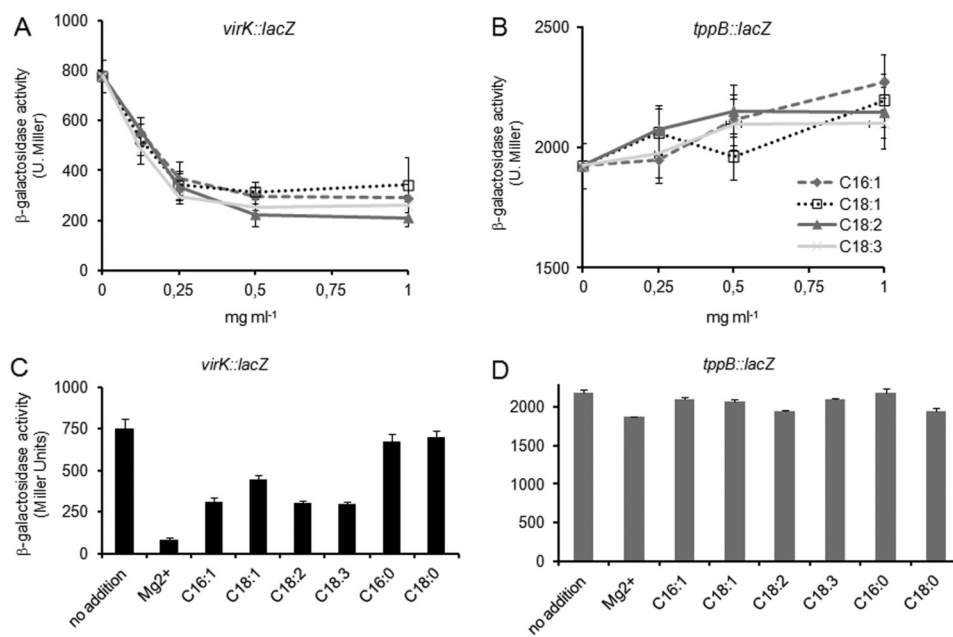 A
virK::lacZ
β-galactosidase activity
(U. Miller)
1000
800
600
400
200
0
0
0,25
0,5
0,75
1
mg ml-1
B
tppB::lacZ
β-galactosidase activity
(U. Miller)
2500
2000
1500
0
0,25
0,5
0,75
1
mg ml-1
C16:1
C18:1
C18:2
C18:3
C
virK::lacZ
β-galactosidase activity
(Miller Units)
1000
750
500
250
0
no addition
Mg2+
C16:1
C18:1
C18:2
C18.3
C16:0
C18:0
D
tppB::lacZ
2000
1500
1000
500
0
no addition
Mg2+
C16:1
C18:1
C18:2
C18.3
C16:0
C18:0